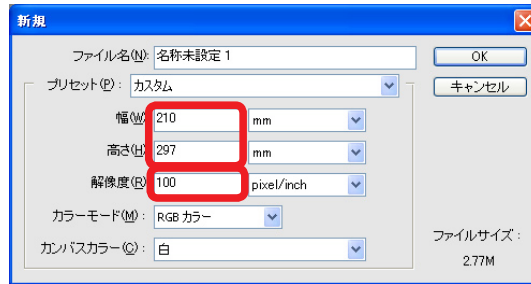 新規
ファイル名(N): 名称未設定 1
OK
プリセット(P): カスタム
キャンセル
幅(W) 210 mm
高さ(H) 297 mm
解像度(R) 100 pixel/inch
カラーモード(M): RGB カラー
カンバスカラー(C): 白
ファイルサイズ:
2.77M